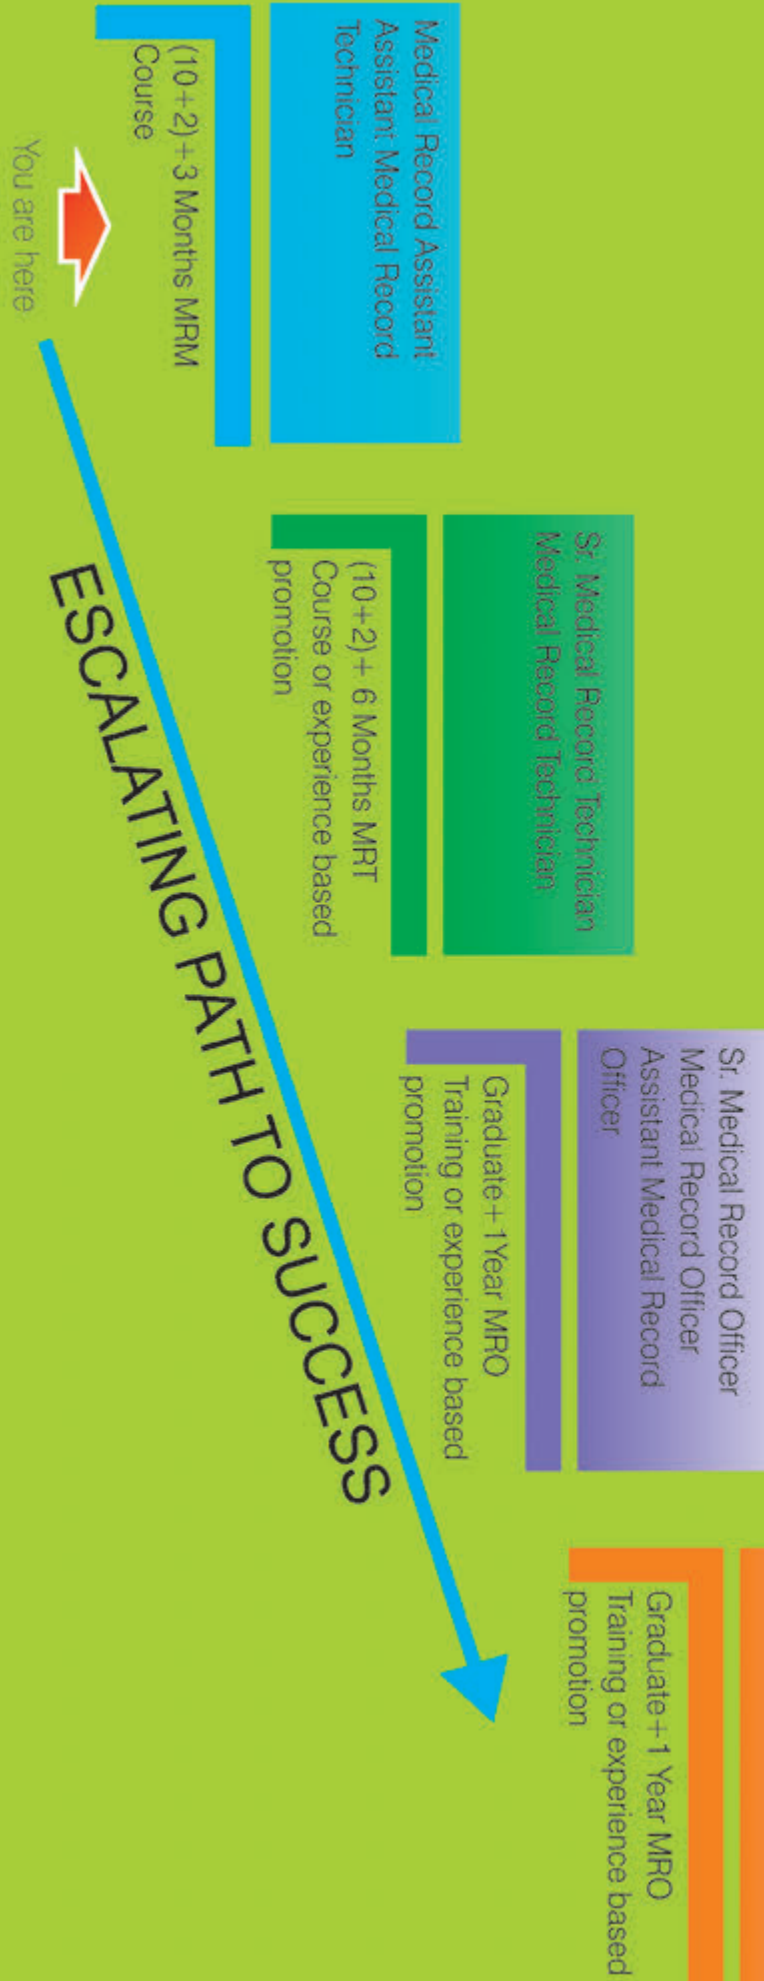 Medical Record Assistant
Assistant Medical Record
Technician
(10+2)+3 Months MRM
Course
You are here
Sr. Medical Record Technician
Medical Record Technician
(10+2)+ 6 Months MRT
Course or experience based
promotion
Sr. Medical Record Officer
Medical Record Officer
Assistant Medical Record
Officer
Graduate+1Year MRO
Training or experience based
promotion
Graduate+1 Year MRO
Training or experience based
promotion
ESCALATING PATH TO SUCCESS